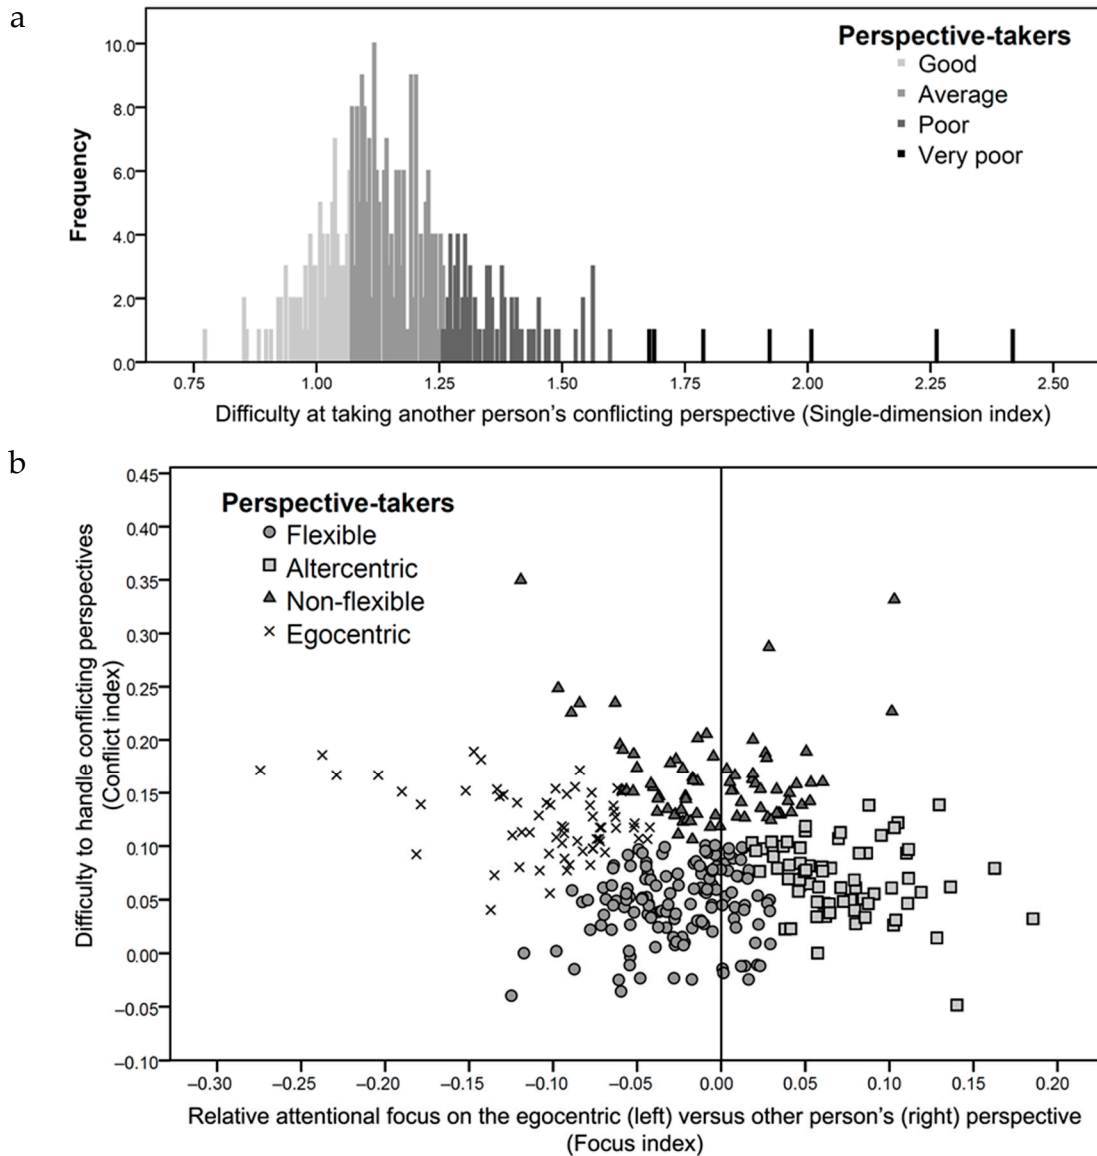 a
Perspective-takers
Good
Average
Poor
Very poor
Frequency
10.0
8.0
6.0
4.0
2.0
0.0
0.75
1.00
1.25
1.50
1.75
2.00
2.25
2.50
Difficulty at taking another person's conflicting perspective (Single-dimension index)
b
Perspective-takers
Flexible
Altercentric
Non-flexible
Egocentric
Difficulty to handle conflicting perspectives
(Conflict index)
0.45
0.40
0.35
0.30
0.25
0.20
0.15
0.10
0.05
0.00
−0.05
−0.10
−0.30
−0.25
−0.20
−0.15
−0.10
−0.05
0.00
0.05
0.10
0.15
0.20
Relative attentional focus on the egocentric (left) versus other person's (right) perspective
(Focus index)